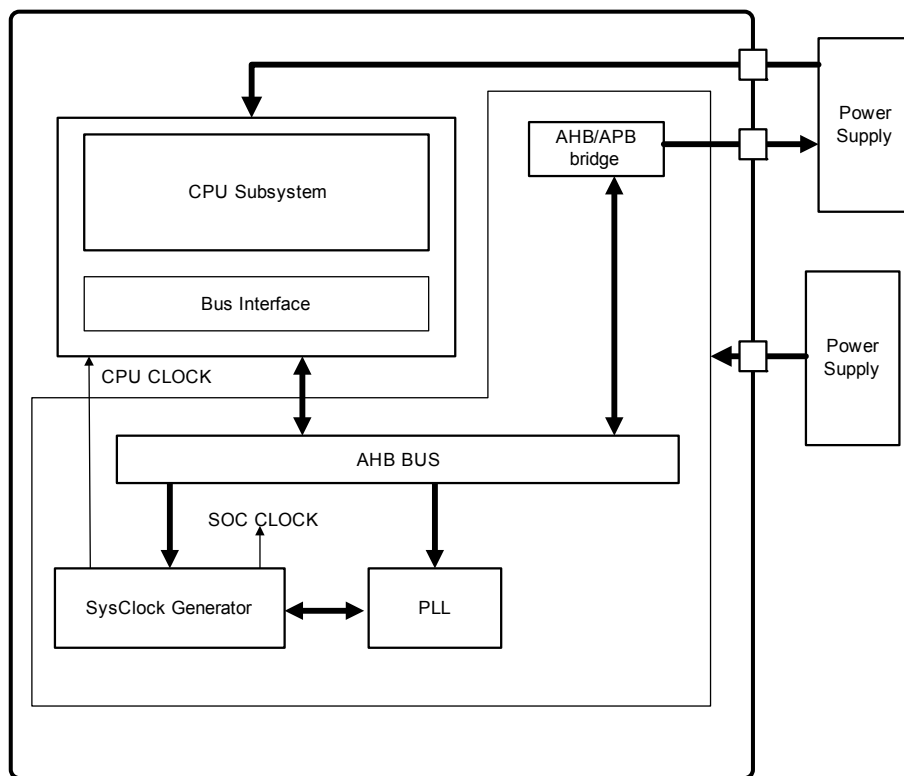 Power
Supply
AHB/APB
bridge
CPU Subsystem
Bus Interface
Power
Supply
CPU CLOCK
AHB BUS
SOC CLOCK
SysClock Generator
PLL